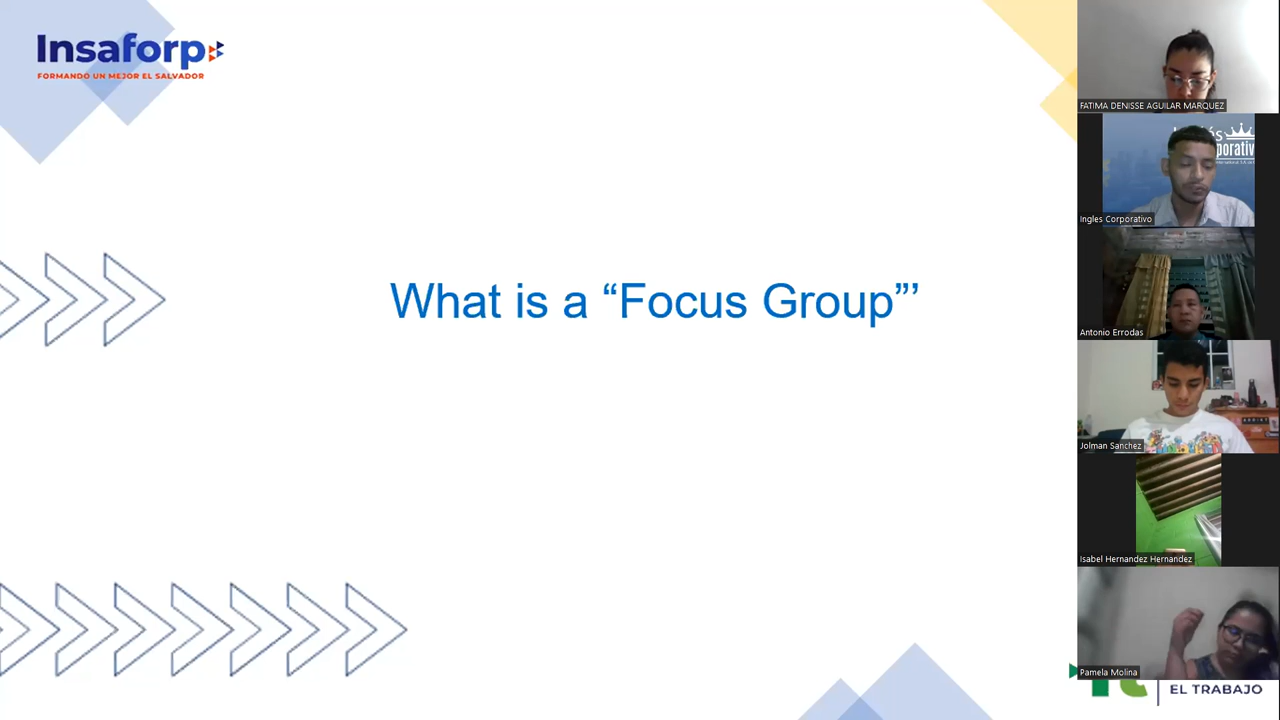 Insaforp
FORMANDO UN MEJOR EL SALVADOR
What is a “Focus Group”’
FATIMA DENISSE AGUILAR MARQUEZ
Ingles Corporativo
Antonio Errodas
Jolman Sanchez
Isabel Hernandez Hernandez
Pamela Molina
EL TRABAJO